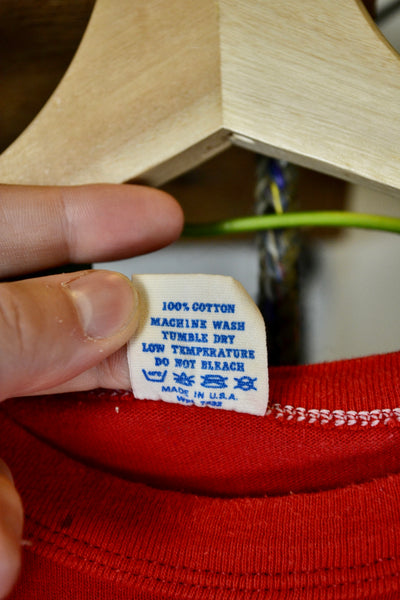 100% COTTON
MACHINE WASH
TUMBLE DRY
LOW TEMPERATURE
DO NOT BLEACH
MADE IN U.S.A.